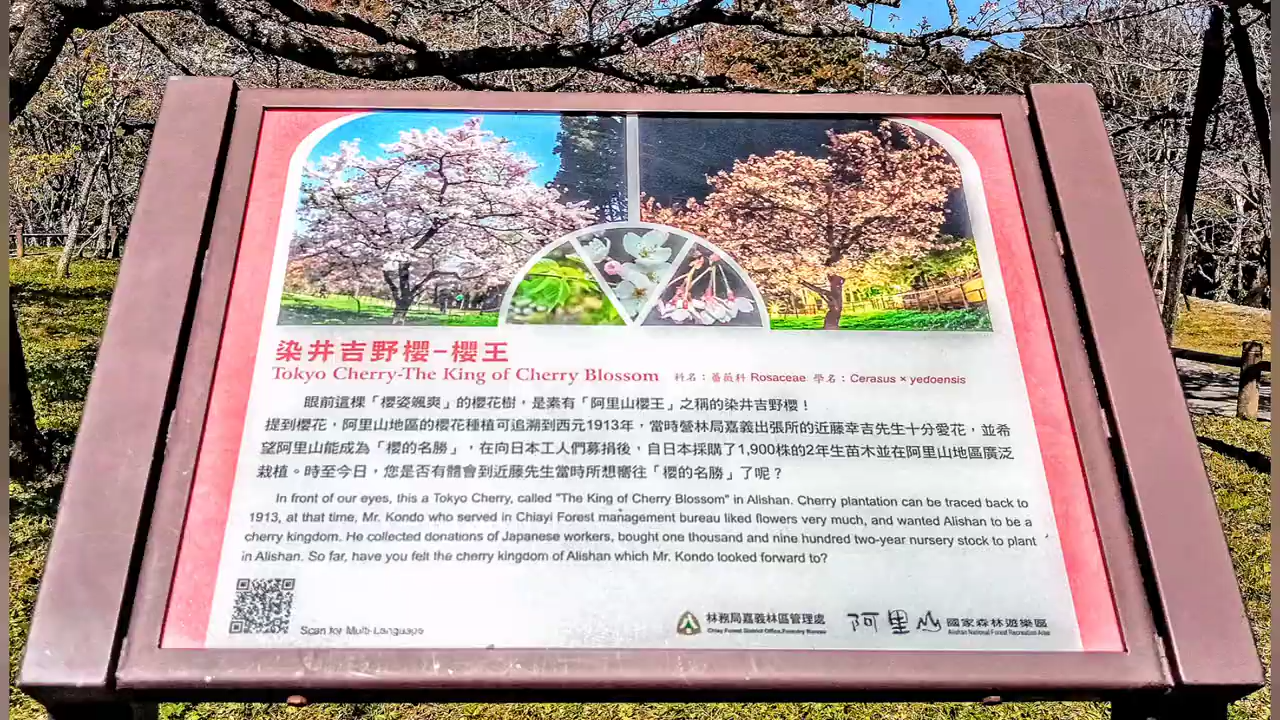 染井吉野櫻-櫻王
Tokyo Cherry-The King of Cherry Blossom 科名：薔薇科 Rosaceae 學名：Cerasus × yedoensis
眼前這棵「櫻姿颯爽」的櫻花樹，是素有「阿里山櫻王」之稱的染井吉野櫻！
提到櫻花，阿里山地區的櫻花種植可追溯到西元1913年，當時營林局嘉義出張所的近藤幸吉先生十分愛花，並希
望阿里山能成為「櫻的名勝」，在向日本工人們募捐後，自日本採購了1,900株的2年生苗木並在阿里山地區廣泛
栽植。時至今日，您是否有體會到近藤先生當時所想嚮往「櫻的名勝」了呢？
In front of our eyes, this a Tokyo Cherry, called "The King of Cherry Blossom" in Alishan. Cherry plantation can be traced back to
1913, at that time, Mr. Kondo who served in Chiayi Forest management bureau liked flowers very much, and wanted Alishan to be a
cherry kingdom. He collected donations of Japanese workers, bought one thousand and nine hundred two-year nursery stock to plant
in Alishan. So far, have you felt the cherry kingdom of Alishan which Mr. Kondo looked forward to?
Scan for Multi-Language
林務局嘉義林區管理處
Chiay Forest District Office,Forestry Bureau
阿里山 國家森林遊樂區
Alishan National Forest Recreation Area